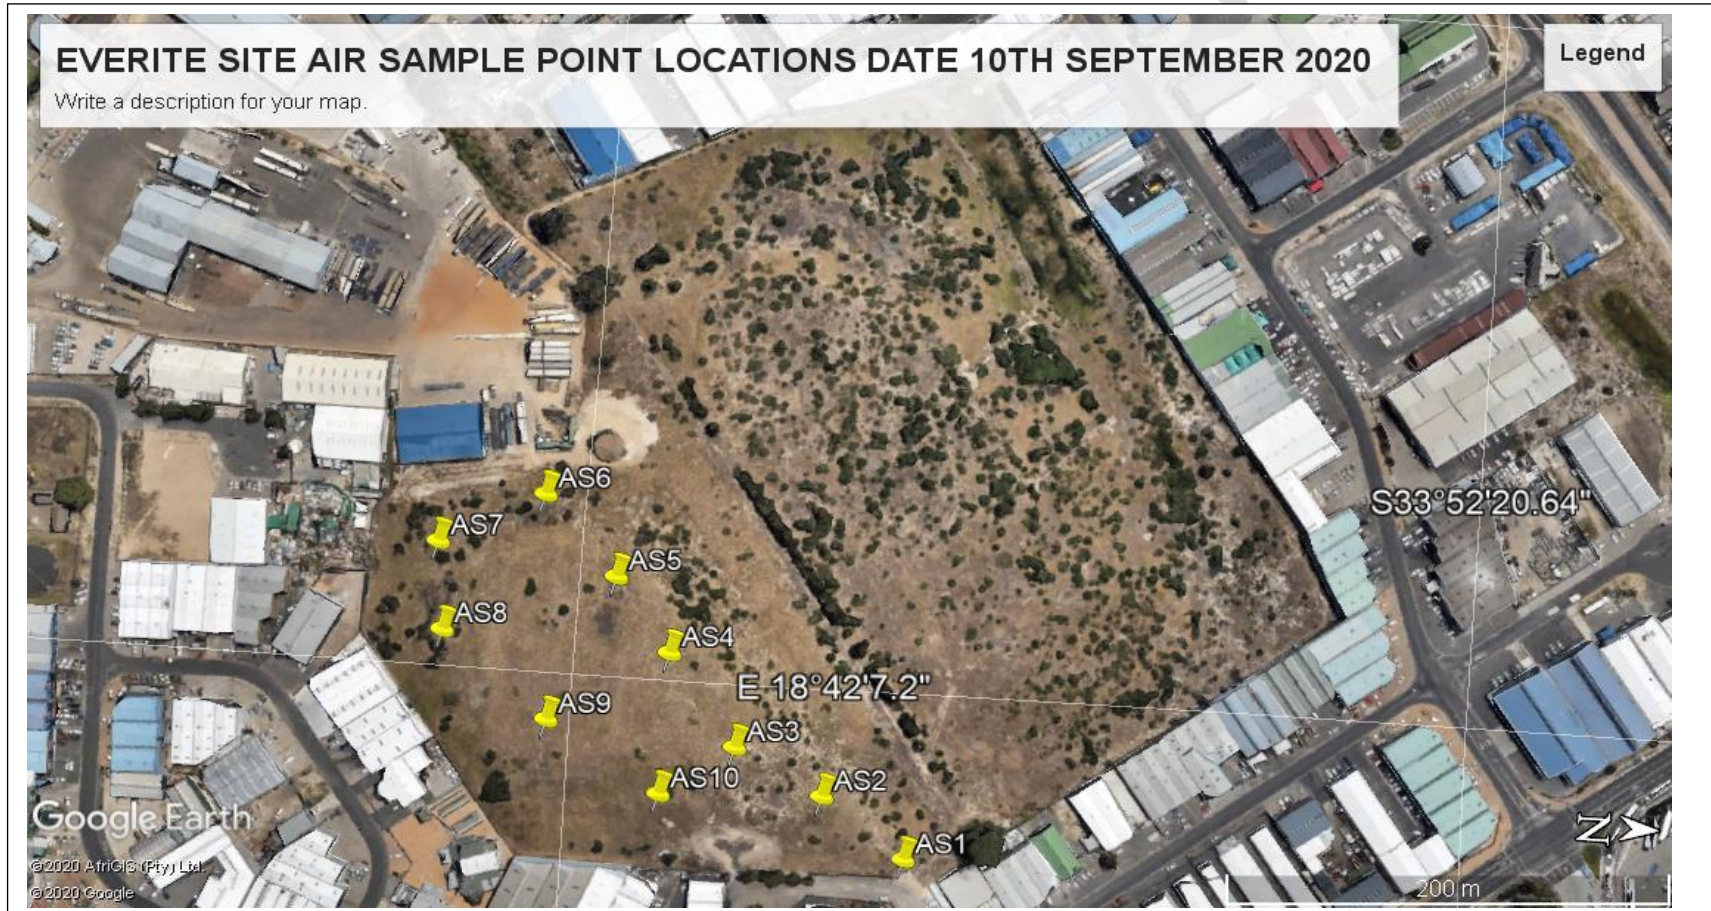 EVERITE SITE AIR SAMPLE POINT LOCATIONS DATE 10TH SEPTEMBER 2020
Legend
Write a description for your map.
AS6
S33°52'20.64"
AS7
AS5
AS8
AS4
E 18°42'7.2"
AS9
AS3
AS10
AS2
Google Earth
N
AS1
© 2020 AfriGIS (Pty) Ltd.
200 m
© 2020 Google